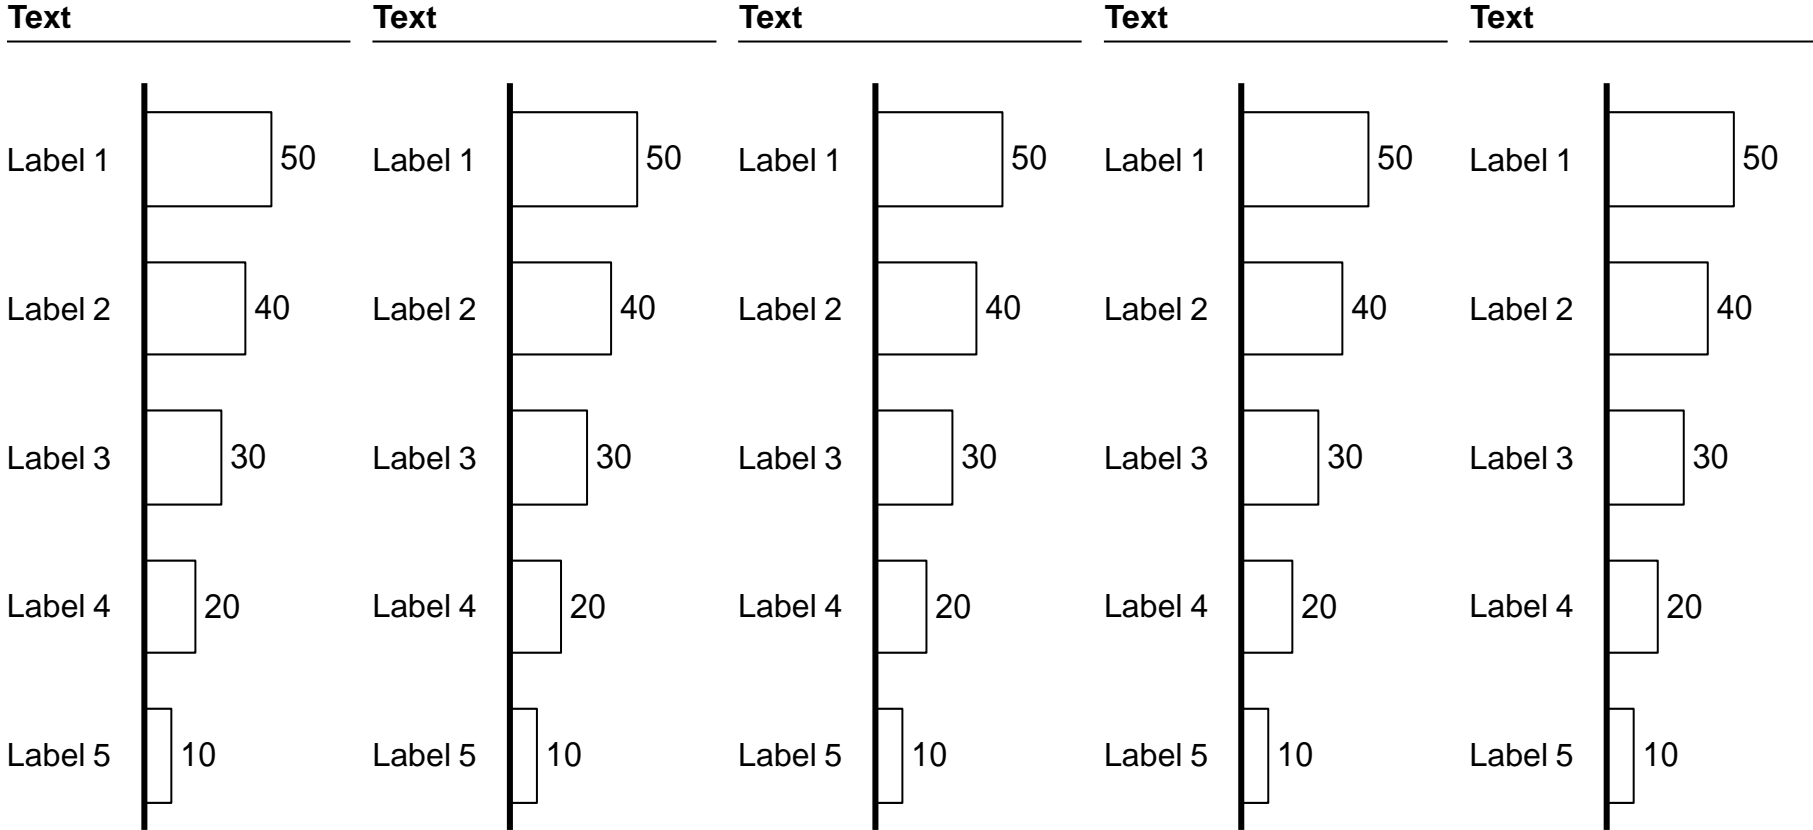 Text Text Text Text Text
Label 1 50 Label 1 50 Label 1 50 Label 1 50 Label 1 50
Label 2 40 Label 2 40 Label 2 40 Label 2 40 Label 2 40
Label 3 30 Label 3 30 Label 3 30 Label 3 30 Label 3 30
Label 4 20 Label 4 20 Label 4 20 Label 4 20 Label 4 20
Label 5 10 Label 5 10 Label 5 10 Label 5 10 Label 5 10